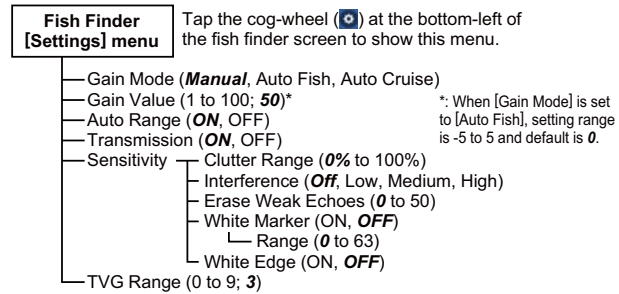 Fish Finder
[Settings] menu
Tap the cog-wheel ( ) at the bottom-left of
the fish finder screen to show this menu.
Gain Mode (Manual, Auto Fish, Auto Cruise)
Gain Value (1 to 100; 50)*
Auto Range (ON, OFF)
Transmission (ON, OFF)
Sensitivity
Clutter Range (0% to 100%)
Interference (Off, Low, Medium, High)
Erase Weak Echoes (0 to 50)
White Marker (ON, OFF)
Range (0 to 63)
White Edge (ON, OFF)
TVG Range (0 to 9; 3)
*: When [Gain Mode] is set
to [Auto Fish], setting range
is -5 to 5 and default is 0.